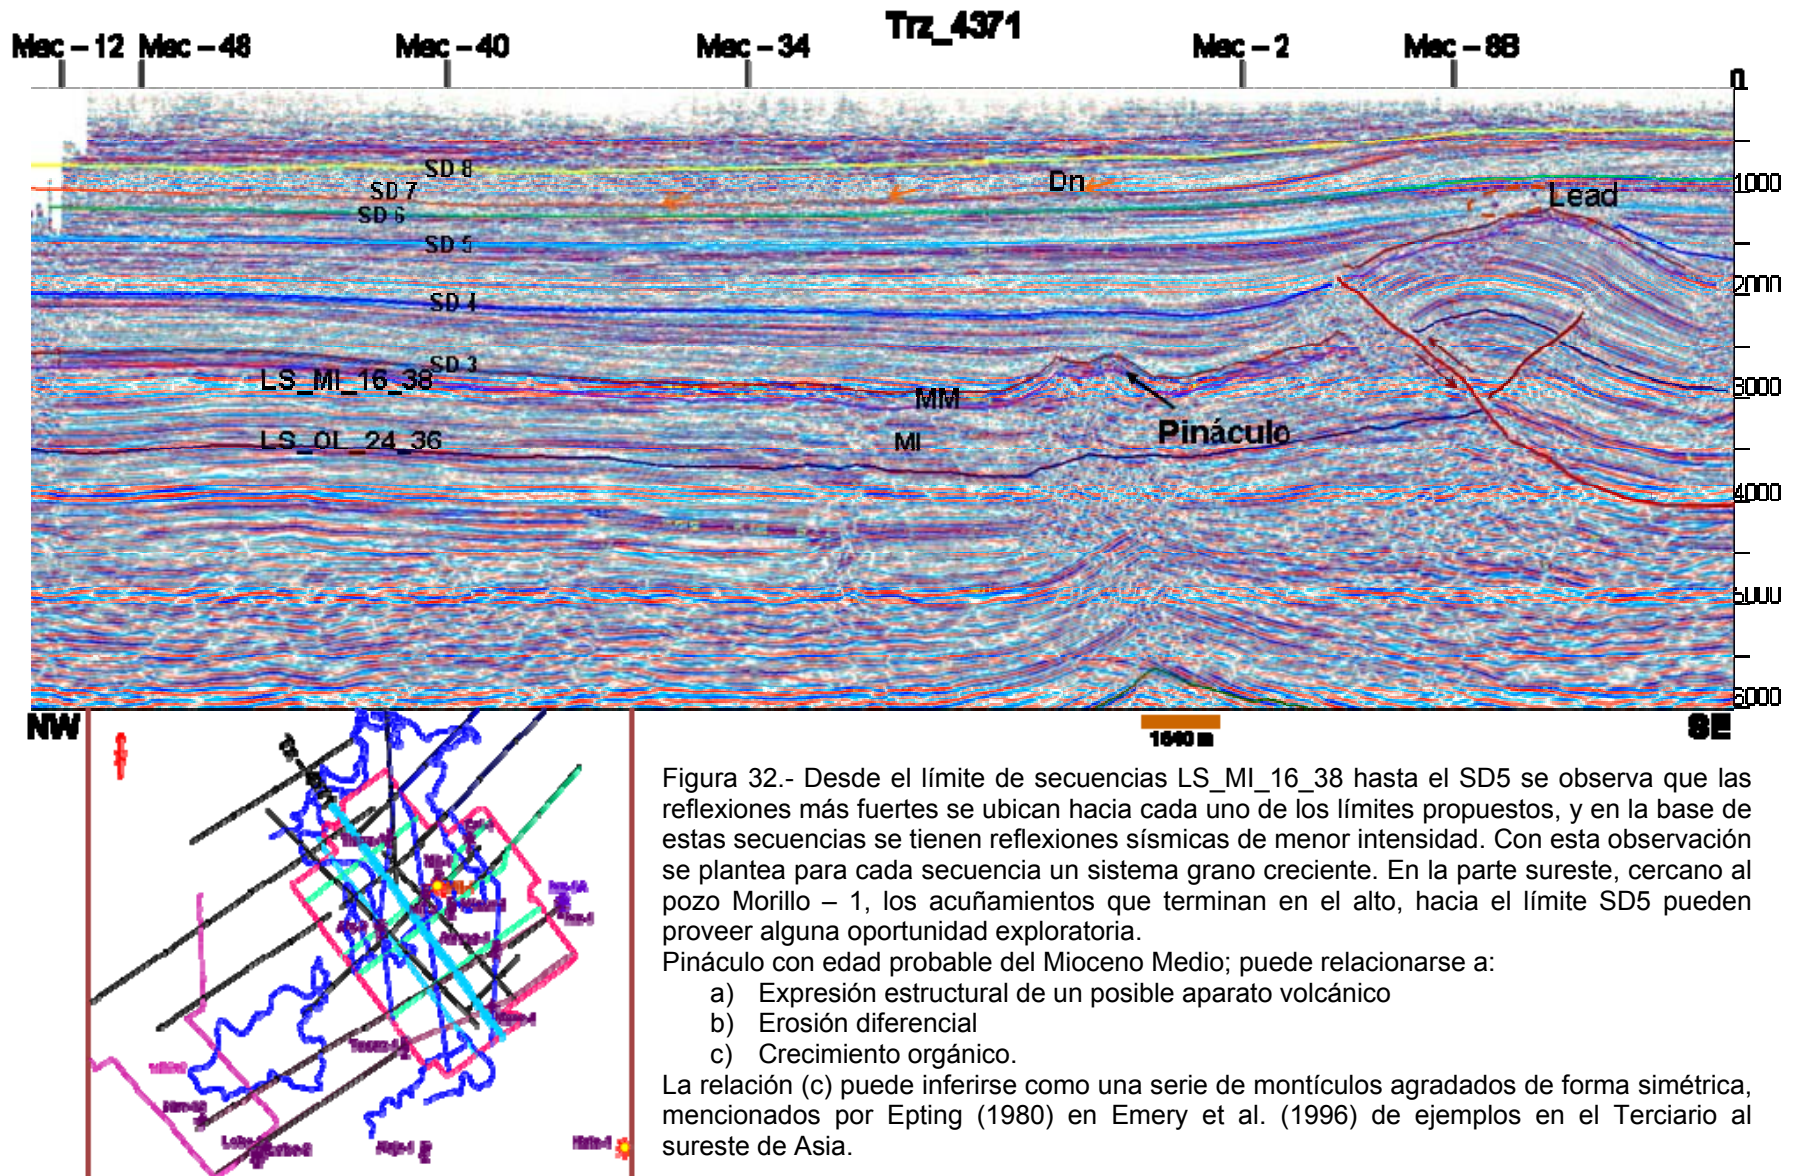 Trz_4371
Mec – 12 Mec – 48 Mec – 40 Mec – 34 Mec – 2 Mec – 8B
0
SD 8
SD 7
SD 6
SD 5
SD 4
SD 3
Dn
Lead
1000
2000
3000
4000
5000
6000
LS_MI_16_38
MM
LS_OL_24_36
MI
Pináculo
NW
SE
1640 m
Figura 32.- Desde el límite de secuencias LS_MI_16_38 hasta el SD5 se observa que las
reflexiones más fuertes se ubican hacia cada uno de los límites propuestos, y en la base de
estas secuencias se tienen reflexiones sísmicas de menor intensidad. Con esta observación
se plantea para cada secuencia un sistema grano creciente. En la parte sureste, cercano al
pozo Morillo – 1, los acuñamientos que terminan en el alto, hacia el límite SD5 pueden
proveer alguna oportunidad exploratoria.
Pináculo con edad probable del Mioceno Medio; puede relacionarse a:
a) Expresión estructural de un posible aparato volcánico
b) Erosión diferencial
c) Crecimiento orgánico.
La relación (c) puede inferirse como una serie de montículos agradados de forma simétrica,
mencionados por Epting (1980) en Emery et al. (1996) de ejemplos en el Terciario al
sureste de Asia.